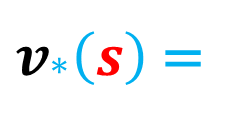 v*(s) =